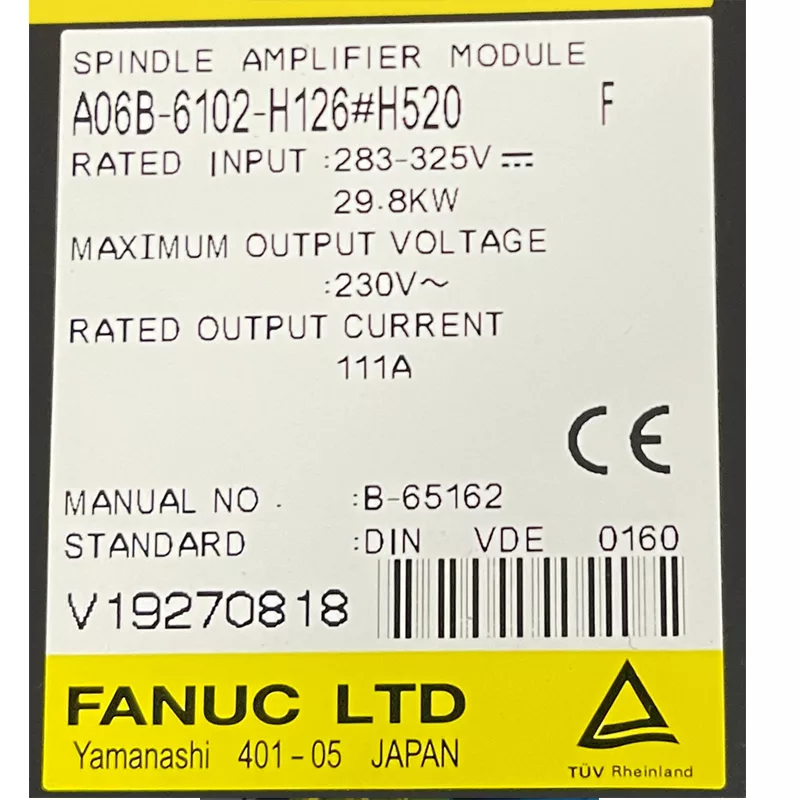 SPINDLE AMPLIFIER MODULE
A06B-6102-H126#H520 F
RATED INPUT :283-325V ⎓
29.8KW
MAXIMUM OUTPUT VOLTAGE
:230V～
RATED OUTPUT CURRENT
111A
CE
MANUAL NO. :B-65162
STANDARD :DIN VDE 0160
V19270818
FANUC LTD
Yamanashi 401-05 JAPAN
TÜV Rheinland